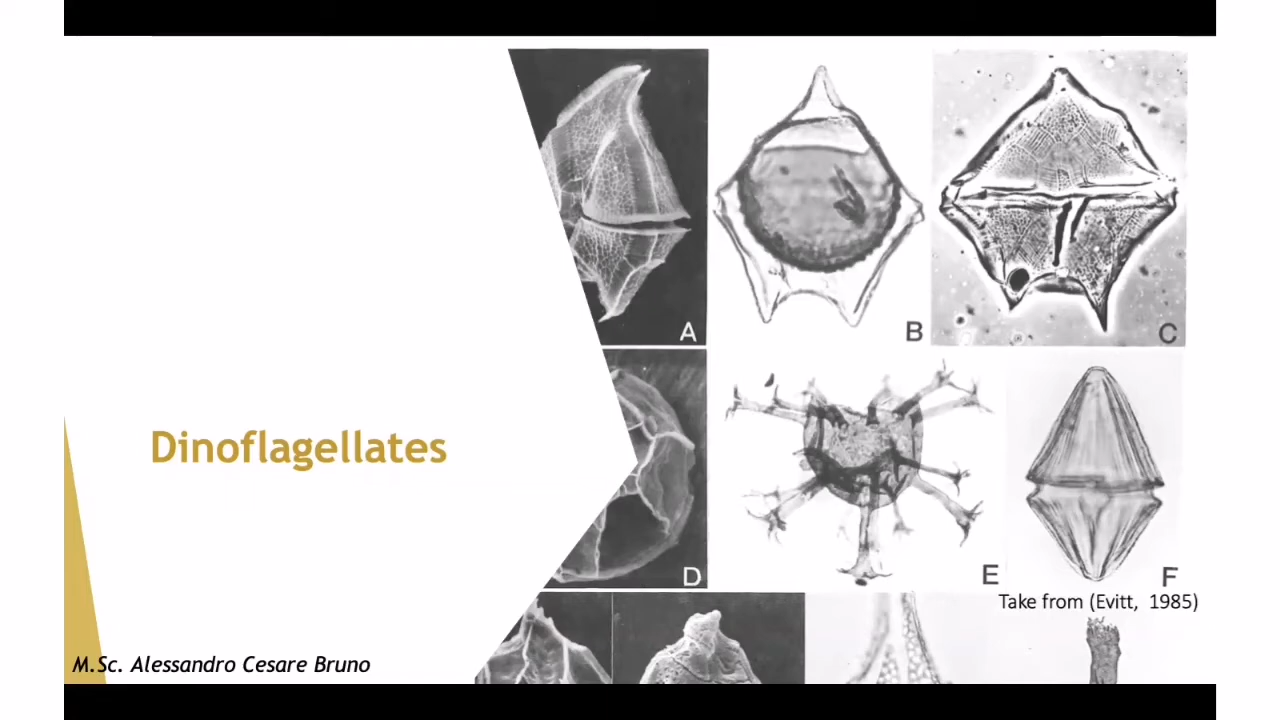 A
B
C
Dinoflagellates
D
E
F
Take from (Evitt, 1985)
M.Sc. Alessandro Cesare Bruno